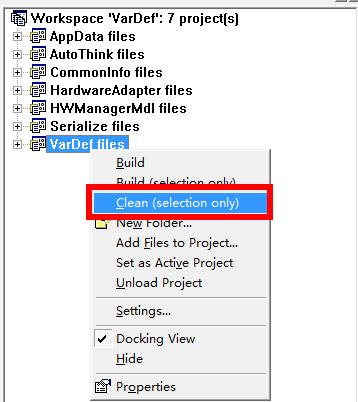 Workspace 'VarDef': 7 project(s)
AppData files
AutoThink files
CommonInfo files
HardwareAdapter files
HWManagerMdl files
Serialize files
VarDef files
Build
Build (selection only)
Clean (selection only)
New Folder...
Add Files to Project...
Set as Active Project
Unload Project
Settings...
Docking View
Hide
Properties